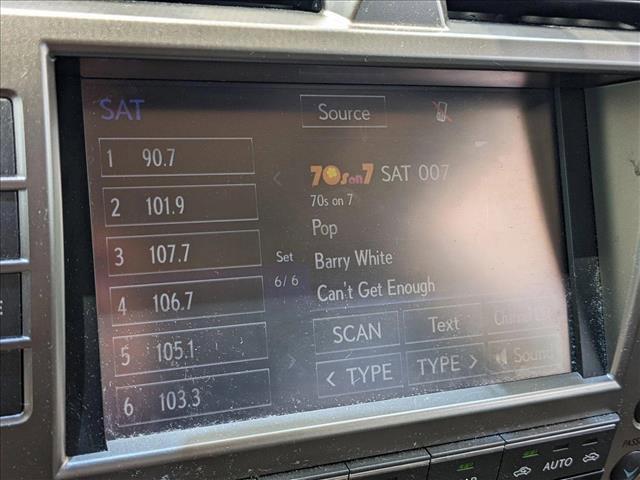 SAT
Source
1 90.7
2 101.9
3 107.7
4 106.7
5 105.1
6 103.3
Set
6/6
70s on 7 SAT 007
70s on 7
Pop
Barry White
Can't Get Enough
SCAN
Text
< TYPE
TYPE >
Sound
AUTO